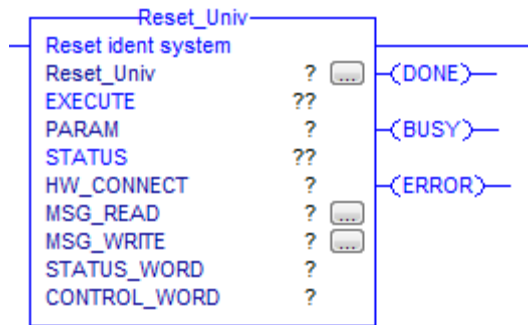 Reset_Univ
Reset ident system
Reset_Univ ? ...
(DONE)
EXECUTE ??
PARAM ?
(BUSY)
STATUS ??
HW_CONNECT ?
(ERROR)
MSG_READ ? ...
MSG_WRITE ? ...
STATUS_WORD ?
CONTROL_WORD ?